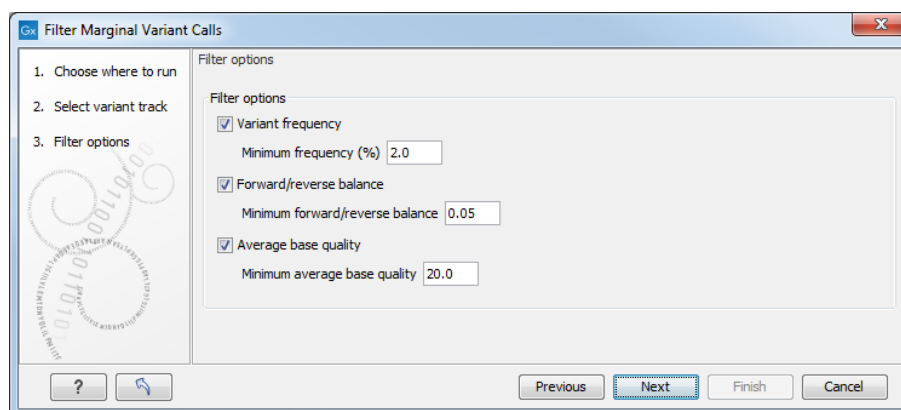 Gx Filter Marginal Variant Calls
1. Choose where to run
2. Select variant track
3. Filter options
Filter options
Filter options
Variant frequency
Minimum frequency (%) 2.0
Forward/reverse balance
Minimum forward/reverse balance 0.05
Average base quality
Minimum average base quality 20.0
?
Previous Next Finish Cancel